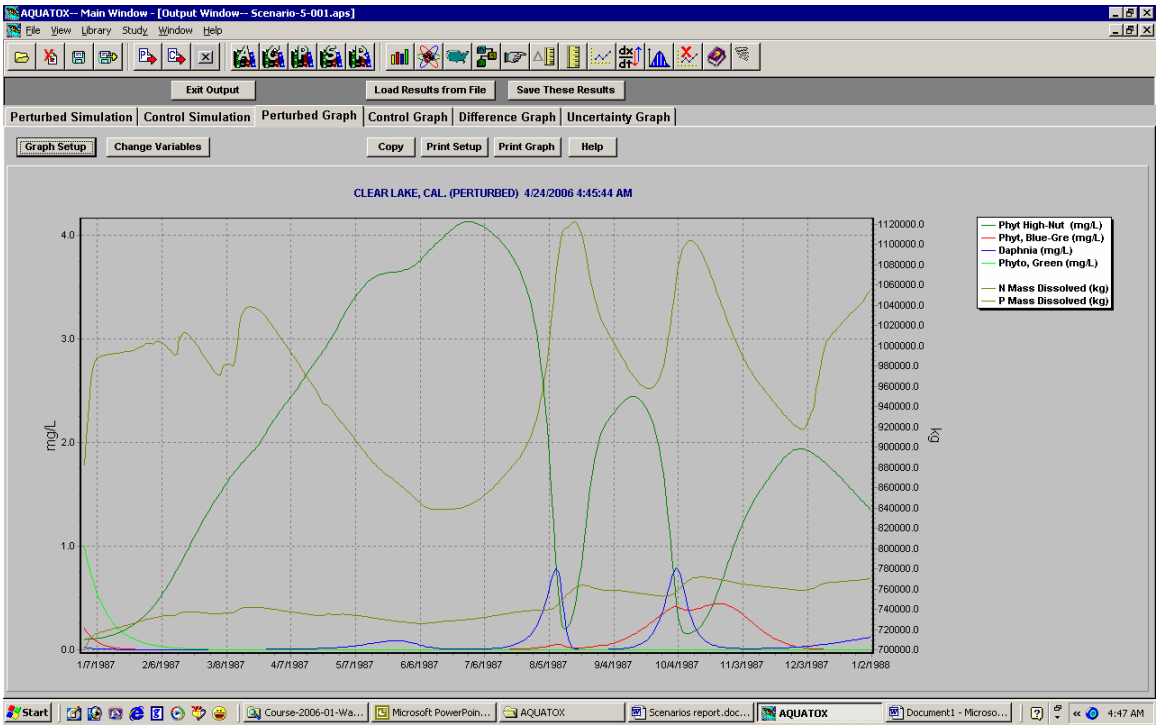 AQUATOX-- Main Window - [Output Window-- Scenario-5-001.aps]
File View Library Study Window Help
Exit Output Load Results from File Save These Results
Perturbed Simulation Control Simulation Perturbed Graph Control Graph Difference Graph Uncertainty Graph
Graph Setup Change Variables Copy Print Setup Print Graph Help
CLEAR LAKE, CAL. (PERTURBED) 4/24/2006 4:45:44 AM
Phyt High-Nut (mg/L)
Phyt, Blue-Gre (mg/L)
Daphnia (mg/L)
Phyto, Green (mg/L)
N Mass Dissolved (kg)
P Mass Dissolved (kg)
mg/L
4.0
3.0
2.0
1.0
0.0
1120000.0
1100000.0
1080000.0
1060000.0
1040000.0
1020000.0
1000000.0
980000.0
960000.0
940000.0
920000.0
900000.0
880000.0
860000.0
840000.0
820000.0
800000.0
780000.0
760000.0
740000.0
720000.0
700000.0
kg
1/7/1987 2/6/1987 3/8/1987 4/7/1987 5/7/1987 6/6/1987 7/6/1987 8/5/1987 9/4/1987 10/4/1987 11/3/1987 12/3/1987 1/2/1988
Start Course-2006-01-Wa... Microsoft PowerPoin... AQUATOX Scenarios report.doc... AQUATOX Document1 - Microso... 4:47 AM